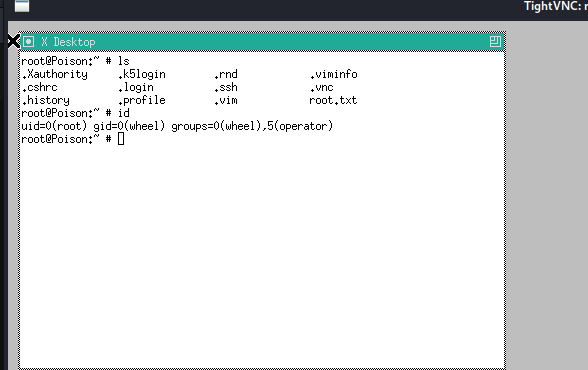 TightVNC: r
X Desktop
root@Poison:~ # ls
.Xauthority .k5login .rnd .viminfo
.cshrc .login .ssh .vnc
.history .profile .vim root.txt
root@Poison:~ # id
uid=0(root) gid=0(wheel) groups=0(wheel),5(operator)
root@Poison:~ #